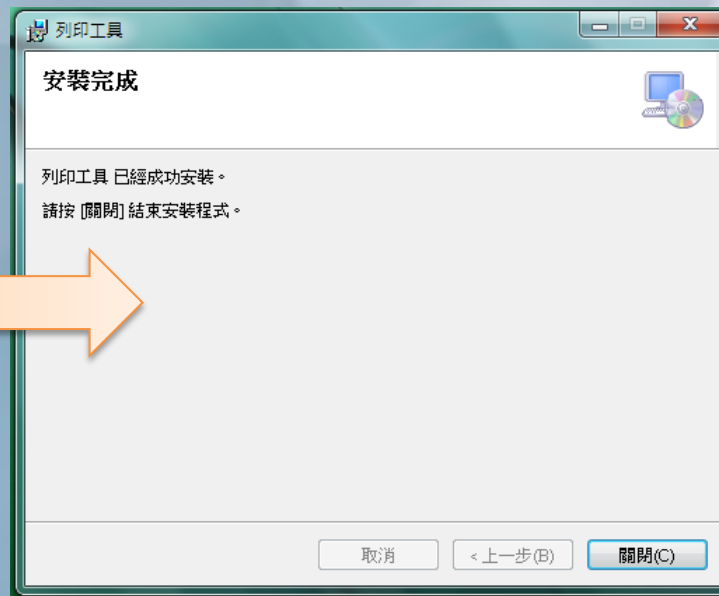 列印工具
安裝完成
列印工具 已經成功安裝。
請按 [關閉] 結束安裝程式。
取消
< 上一步(B)
關閉(C)